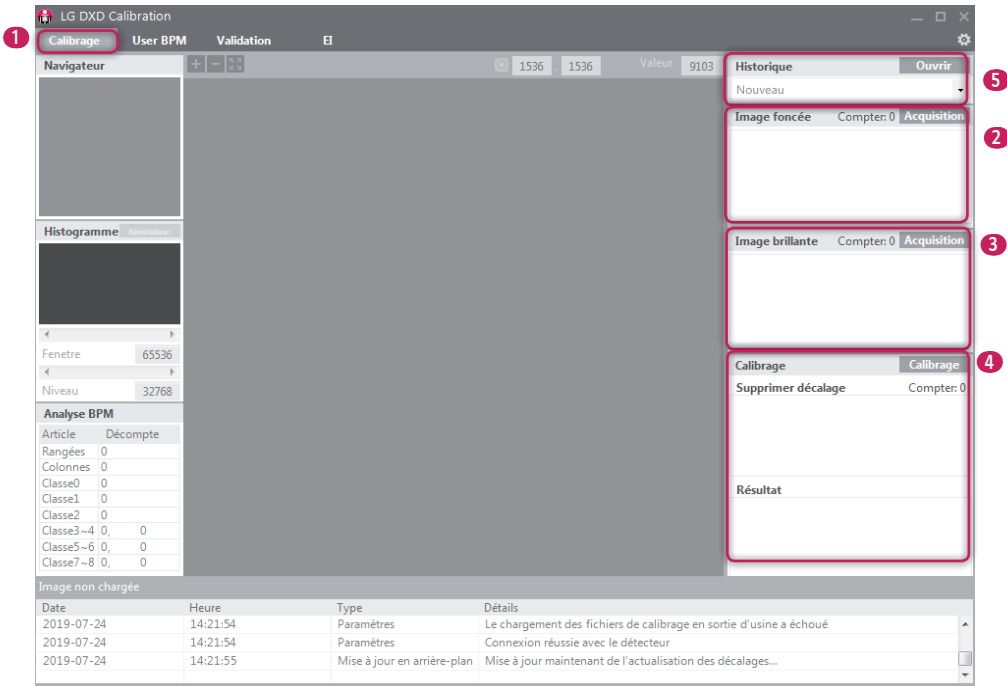 LG DXD Calibration
1 Calibrage User BPM Validation EI
Navigateur
1536 . 1536 Valeur 9103
Historique Ouvrir
5
Nouveau
Image foncée Compter: 0 Acquisition
2
Histogramme Réinitialiser
Image brillante Compter: 0 Acquisition
3
Fenetre 65536
Niveau 32768
Calibrage Calibrage
4
Supprimer décalage Compter: 0
Résultat
Analyse BPM
Article Décompte
Rangées 0
Colonnes 0
Classe0 0
Classe1 0
Classe2 0
Classe3~4 0, 0
Classe5~6 0, 0
Classe7~8 0, 0
Image non chargée
Date Heure Type Détails
2019-07-24 14:21:54 Paramètres Le chargement des fichiers de calibrage en sortie d'usine a échoué
2019-07-24 14:21:54 Paramètres Connexion réussie avec le détecteur
2019-07-24 14:21:55 Mise à jour en arrière-plan Mise à jour maintenant de l'actualisation des décalages...